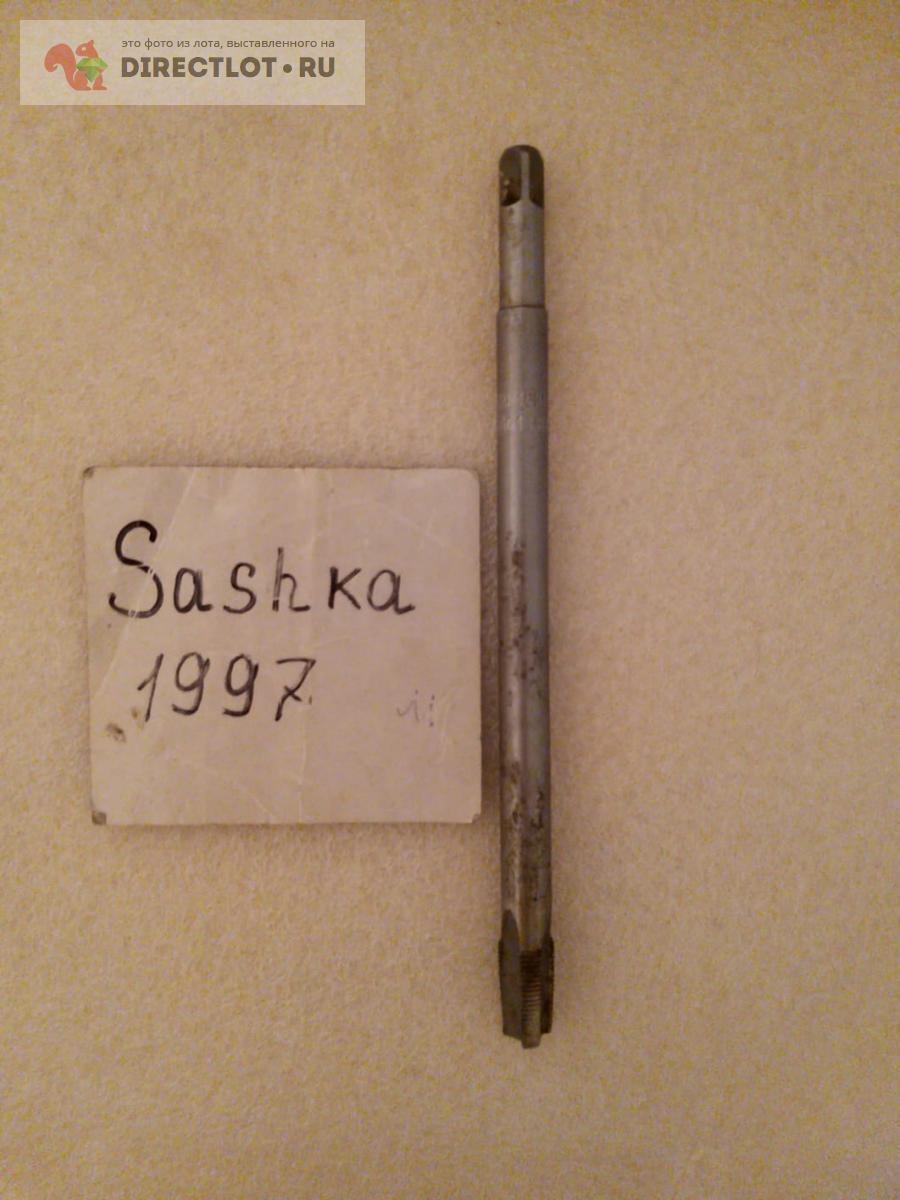 это фото из лота, выставленного на
DIRECTLOT•RU
Sashka
1997